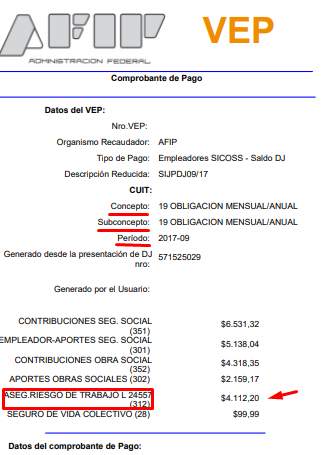 AFIP VEP
ADMINISTRACION FEDERAL
Comprobante de Pago
Datos del VEP:
Nro.VEP:
Organismo Recaudador: AFIP
Tipo de Pago: Empleadores SICOSS - Saldo DJ
Descripción Reducida: SIJPDJ09/17
CUIT:
Concepto: 19 OBLIGACION MENSUAL/ANUAL
Subconcepto: 19 OBLIGACION MENSUAL/ANUAL
Período: 2017-09
Generado desde la presentación de DJ
nro: 571525029
Generado por el Usuario:
CONTRIBUCIONES SEG. SOCIAL
(351) $6.531,32
EMPLEADOR-APORTES SEG. SOCIAL
(301) $5.138,04
CONTRIBUCIONES OBRA SOCIAL
(352) $4.318,35
APORTES OBRAS SOCIALES (302) $2.159,17
ASEG.RIESGO DE TRABAJO L 24557
(312) $4.112,20
SEGURO DE VIDA COLECTIVO (28) $99,99
Datos del comprobante de Pago: